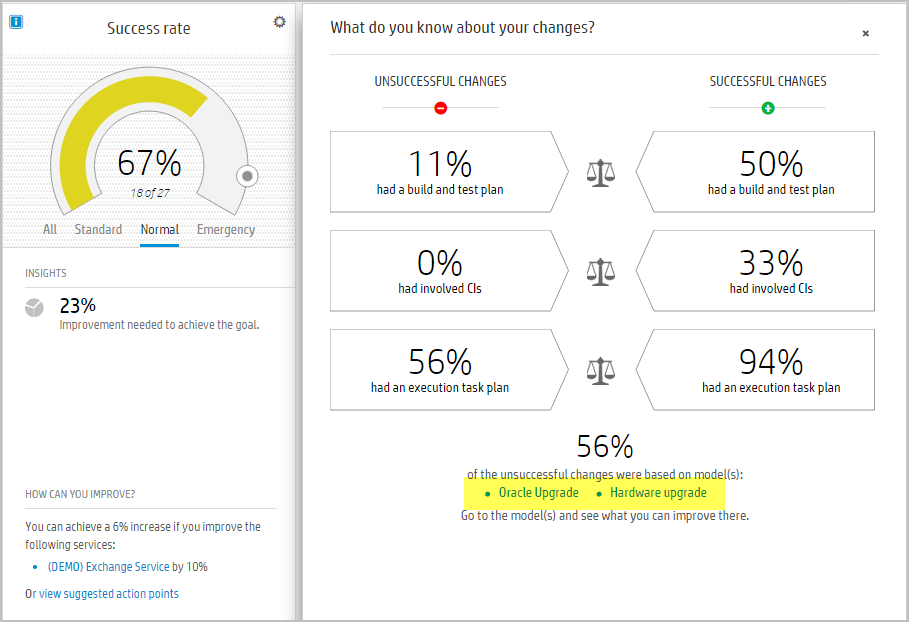 Success rate
67%
18 of 27
All Standard Normal Emergency
INSIGHTS
23%
Improvement needed to achieve the goal.
HOW CAN YOU IMPROVE?
You can achieve a 6% increase if you improve the
following services:
(DEMO) Exchange Service by 10%
Or view suggested action points
What do you know about your changes?
UNSUCCESSFUL CHANGES SUCCESSFUL CHANGES
11% 50%
had a build and test plan had a build and test plan
0% 33%
had involved CIs had involved CIs
56% 94%
had an execution task plan had an execution task plan
56%
of the unsuccessful changes were based on model(s):
• Oracle Upgrade • Hardware upgrade
Go to the model(s) and see what you can improve there.